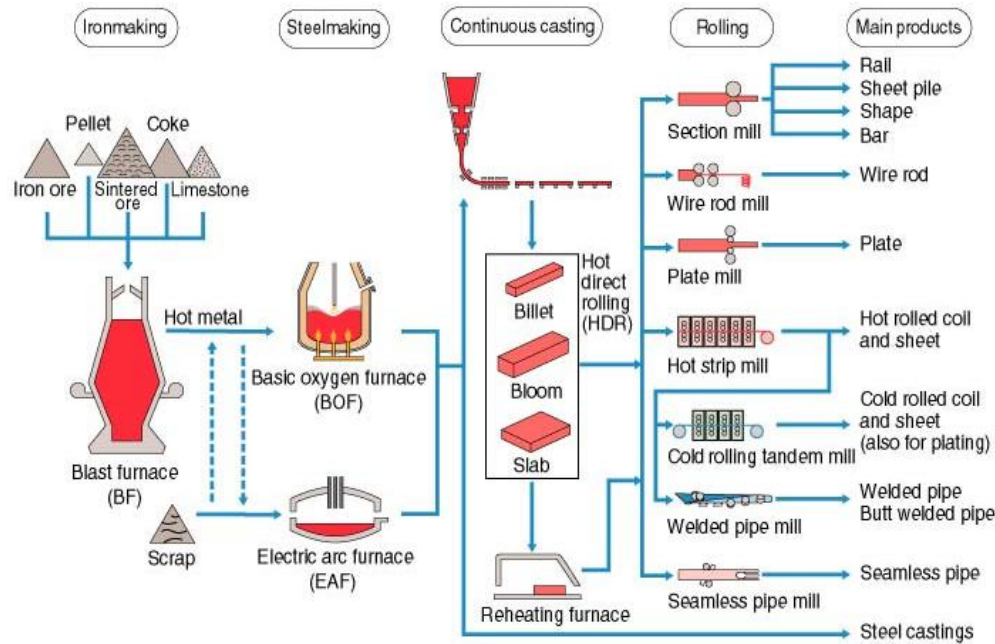 Ironmaking
Steelmaking
Continuous casting
Rolling
Main products
Pellet
Coke
Iron ore
Sintered
ore
Limestone
Hot metal
Blast furnace
(BF)
Scrap
Basic oxygen furnace
(BOF)
Electric arc furnace
(EAF)
Billet
Bloom
Slab
Hot
direct
rolling
(HDR)
Reheating furnace
Section mill
Wire rod mill
Plate mill
Hot strip mill
Cold rolling tandem mill
Welded pipe mill
Seamless pipe mill
Rail
Sheet pile
Shape
Bar
Wire rod
Plate
Hot rolled coil
and sheet
Cold rolled coil
and sheet
(also for plating)
Welded pipe
Butt welded pipe
Seamless pipe
Steel castings